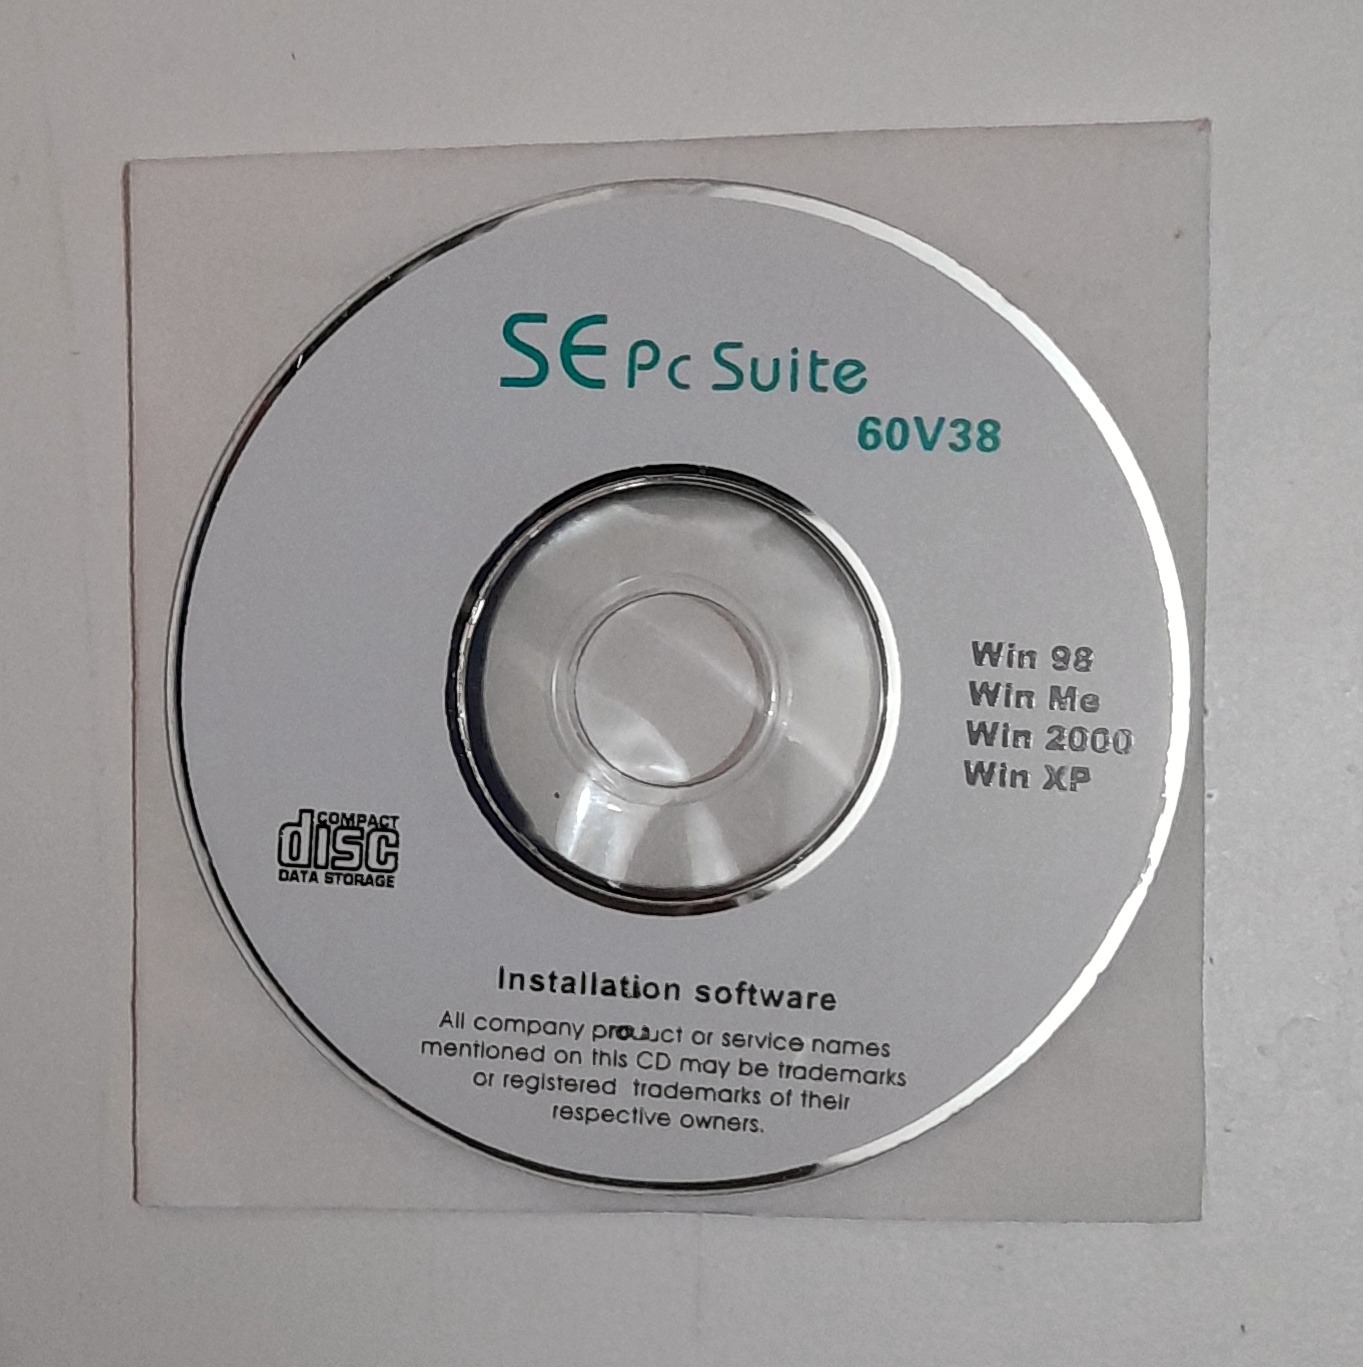 SE Pc Suite
60V38
Win 98
Win Me
Win 2000
Win XP
COMPACT
disc
DATA STORAGE
Installation software
All company product or service names
mentioned on this CD may be trademarks
or registered trademarks of their
respective owners.